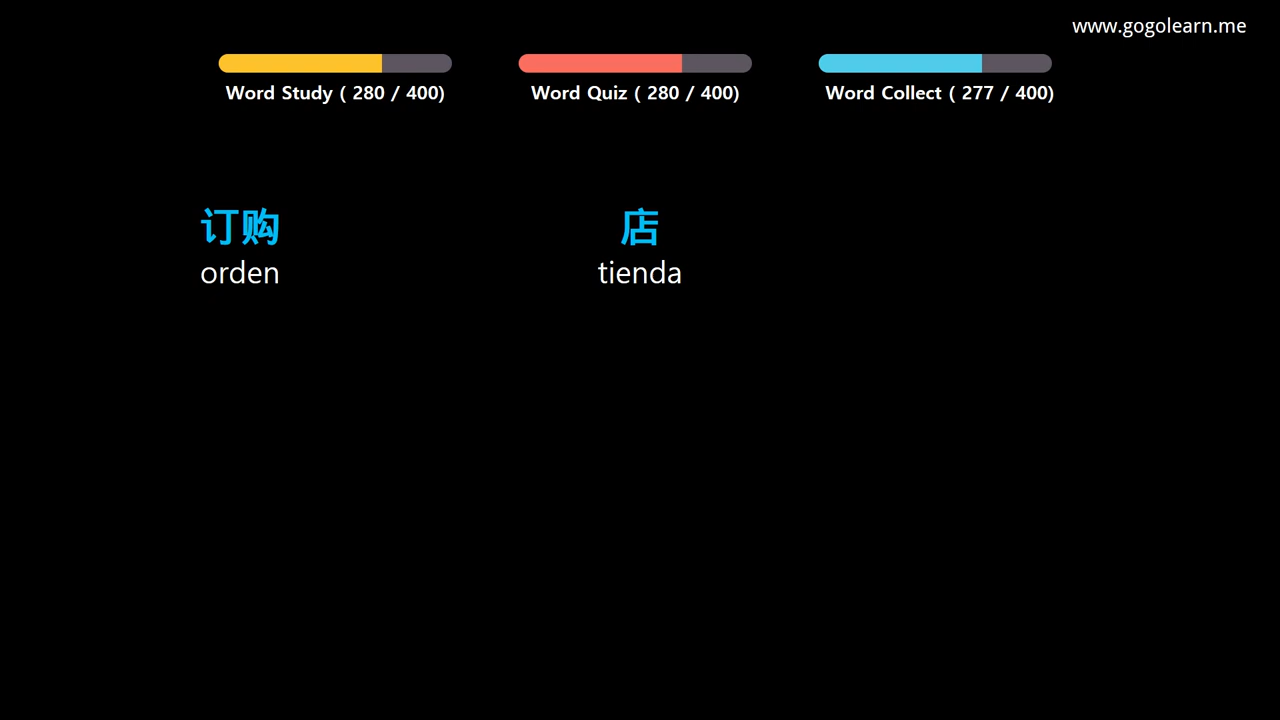 www.gogolearn.me
Word Study ( 280 / 400)
Word Quiz ( 280 / 400)
Word Collect ( 277 / 400)
订购
orden
店
tienda